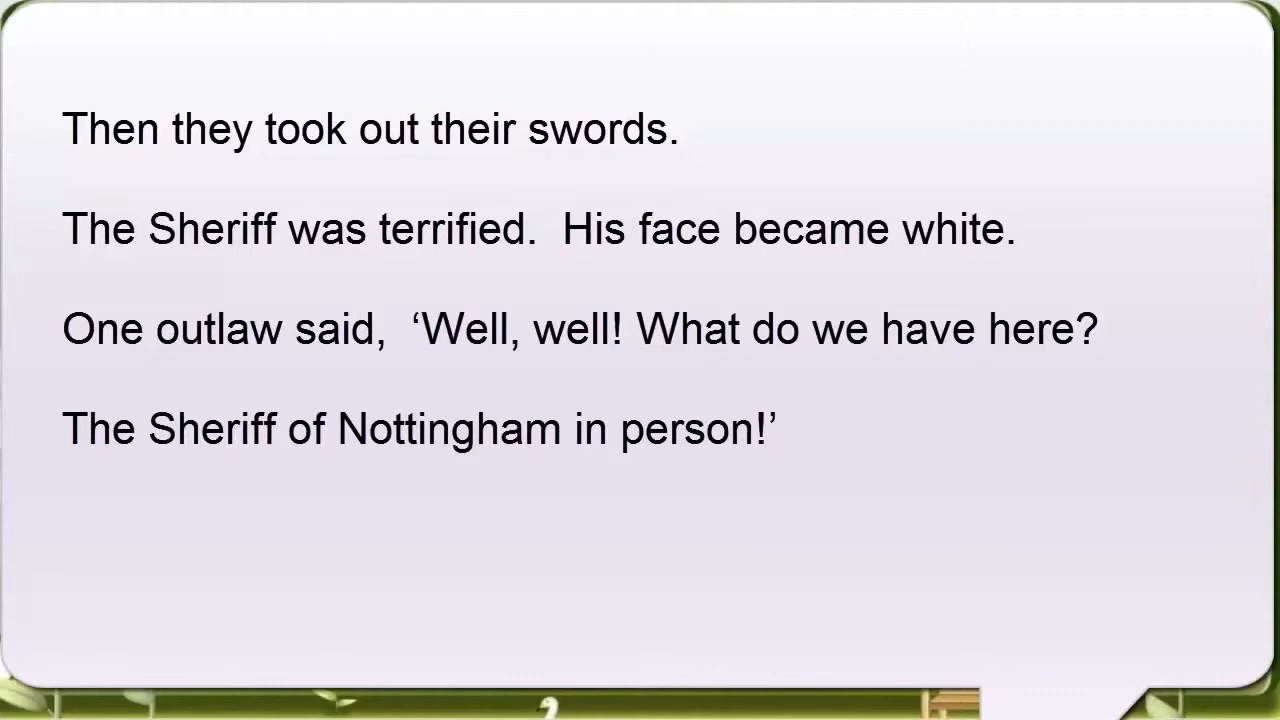 Then they took out their swords.
The Sheriff was terrified.  His face became white.
One outlaw said,  ‘Well, well! What do we have here?
The Sheriff of Nottingham in person!’